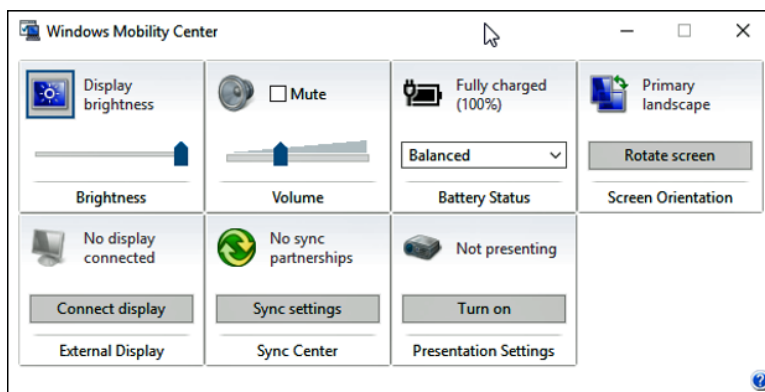 Windows Mobility Center
Display
brightness
Brightness
Mute
Volume
Fully charged
(100%)
Balanced
Battery Status
Primary
landscape
Rotate screen
Screen Orientation
No display
connected
Connect display
External Display
No sync
partnerships
Sync settings
Sync Center
Not presenting
Turn on
Presentation Settings
?